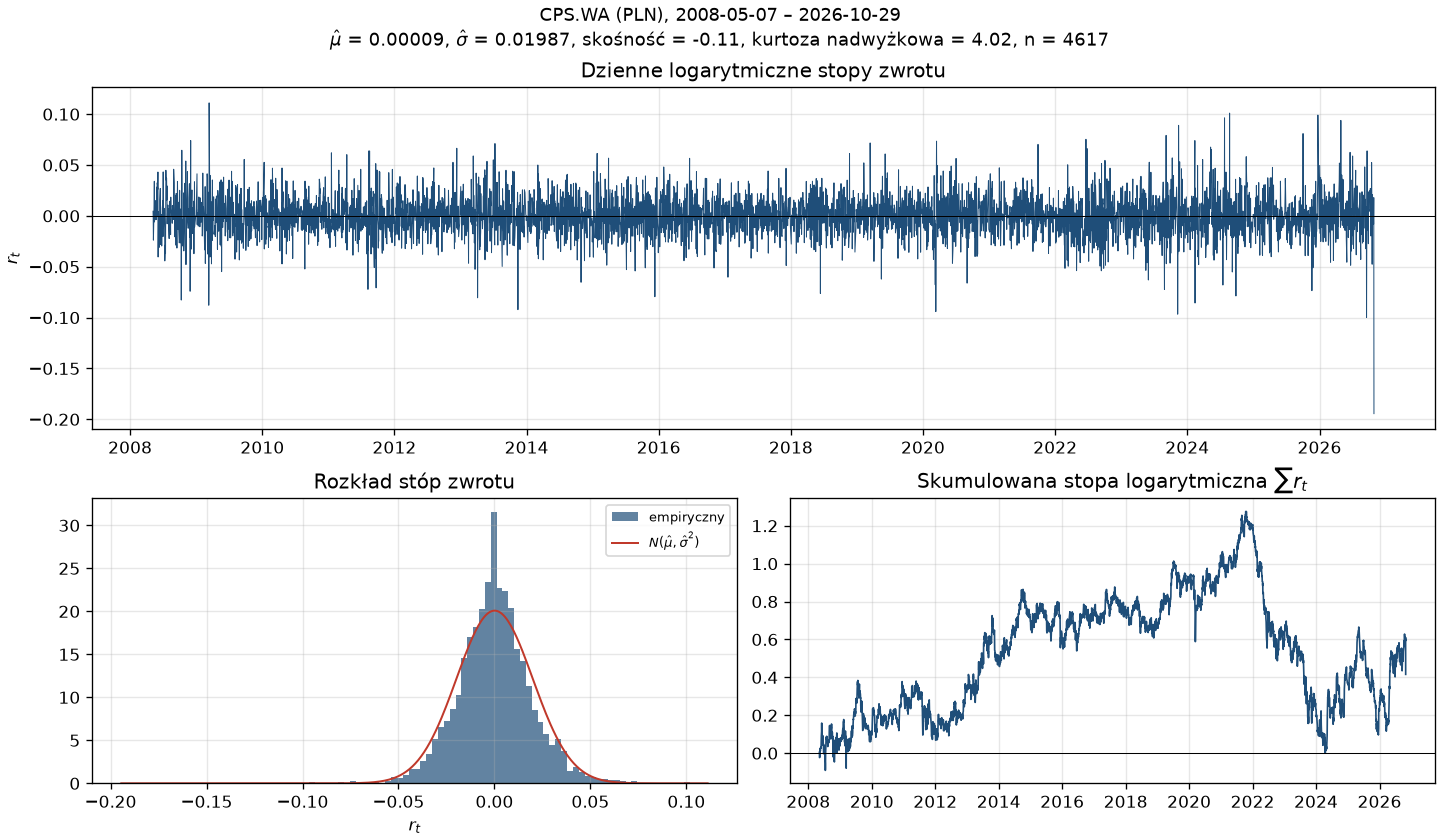 CPS.WA (PLN), 2008-05-07 – 2026-10-29
μ̂ = 0.00009, σ̂ = 0.01987, skośność = -0.11, kurtoza nadwyżkowa = 4.02, n = 4617
Dzienne logarytmiczne stopy zwrotu
0.10
0.05
0.00
−0.05
−0.10
−0.15
−0.20
r_t
2008 2010 2012 2014 2016 2018 2020 2022 2024 2026
Rozkład stóp zwrotu
empiryczny
N(μ̂, σ̂²)
30
25
20
15
10
5
0
−0.20 −0.15 −0.10 −0.05 0.00 0.05 0.10
r_t
Skumulowana stopa logarytmiczna ∑r_t
1.2
1.0
0.8
0.6
0.4
0.2
0.0
2008 2010 2012 2014 2016 2018 2020 2022 2024 2026